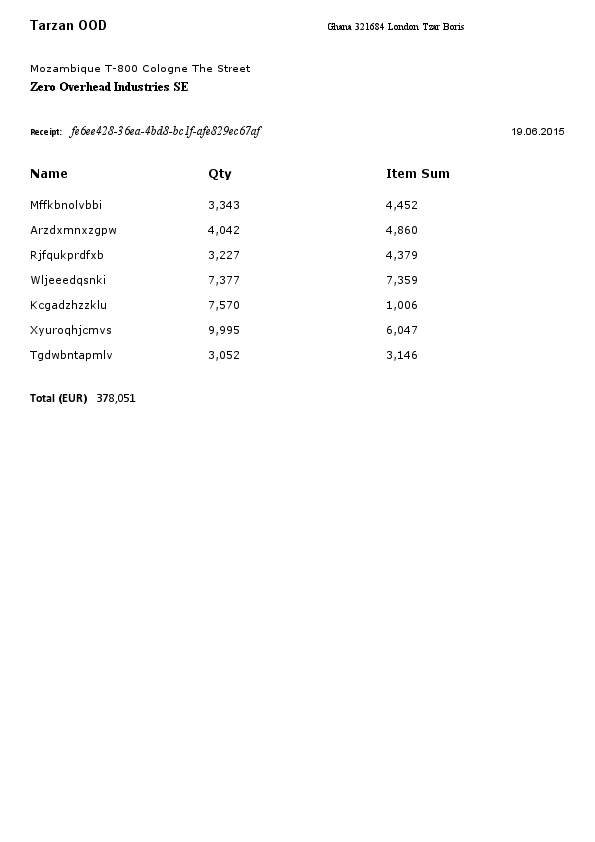 Tarzan OOD Ghana 321684 London Tzar Boris
Mozambique T-800 Cologne The Street
Zero Overhead Industries SE
Receipt: fe6ee428-36ea-4bd8-bc1f-afe829ec67af 19.06.2015
Name Qty Item Sum
Mffkbnolvbbi 3,343 4,452
Arzdxmnxzgpw 4,042 4,860
Rjfqukprdfxb 3,227 4,379
Wljeeedqsnki 7,377 7,359
Kcgadzhzzklu 7,570 1,006
Xyuroqhjcmvs 9,995 6,047
Tgdwbntapmlv 3,052 3,146
Total (EUR) 378,051